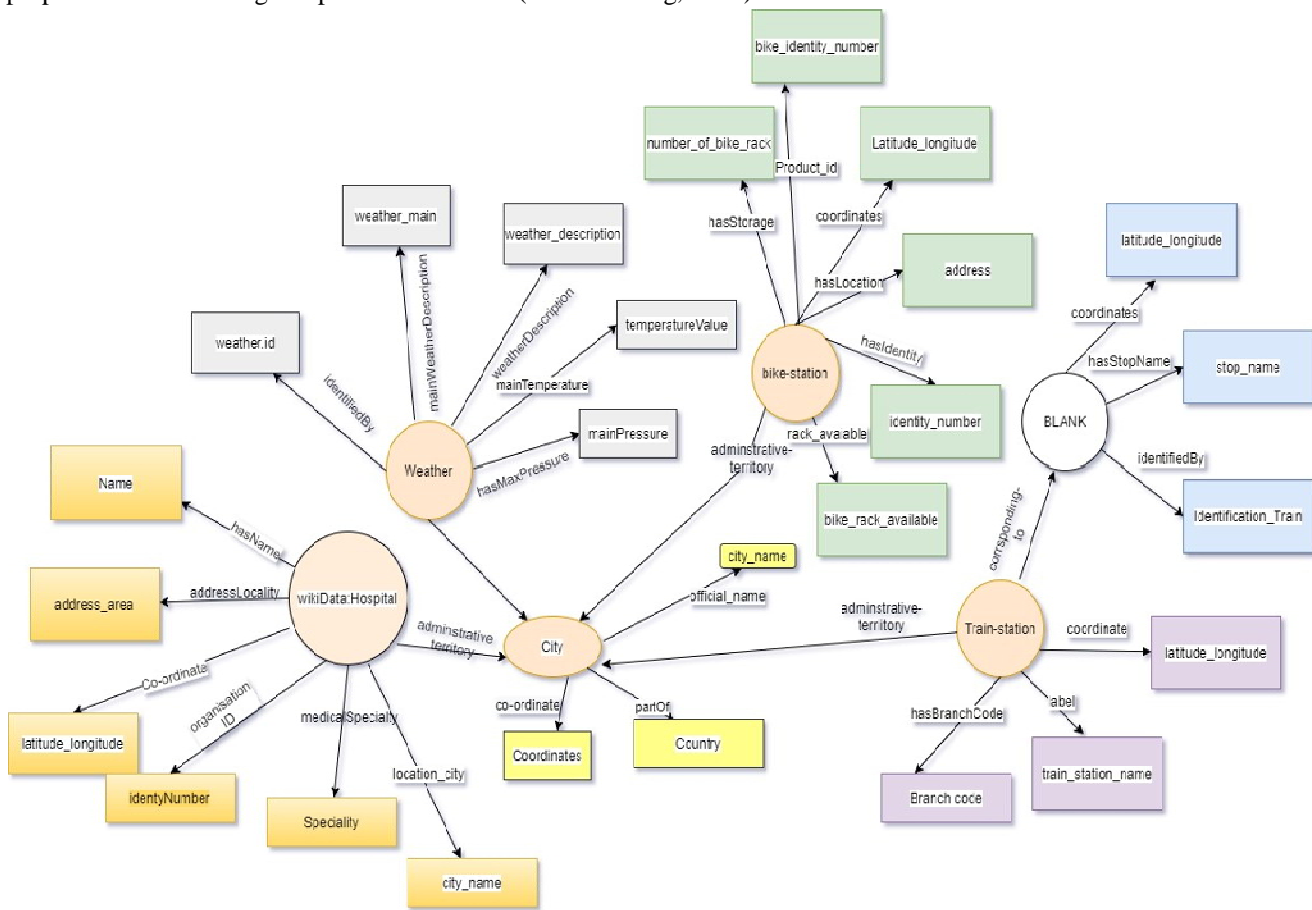 bike_identity_number
number_of_bike_rack
Latitude_longitude
Product_id
weather_main
hasStorage
coordinates
weather_description
latitude_longitude
address
hasLocation
mainWeatherDescription
weatherDescription
coordinates
weather.id
temperatureValue
hasIdentity
hasStopName
stop_name
identifiedBy
mainTemperature
bike-station
identity_number
BLANK
mainPressure
rack_available
identifiedBy
Weather
hasMaxPressure
adminstrative-
territory
Name
bike_rack_available
Identification_Train
hasName
corrsponding-
to
city_name
addressLocality
address_area
wikiData:Hospital
official_name
adminstrative-
territory
Train-station
coordinate
adminstrative
territory
City
latitude_longitude
Co-ordinate
organisation
ID
medicalSpecialty
co-ordinate
partOf
hasBranchCode
label
latitude_longitude
Coordinates
Country
location_city
train_station_name
identyNumber
Branch code
Speciality
city_name